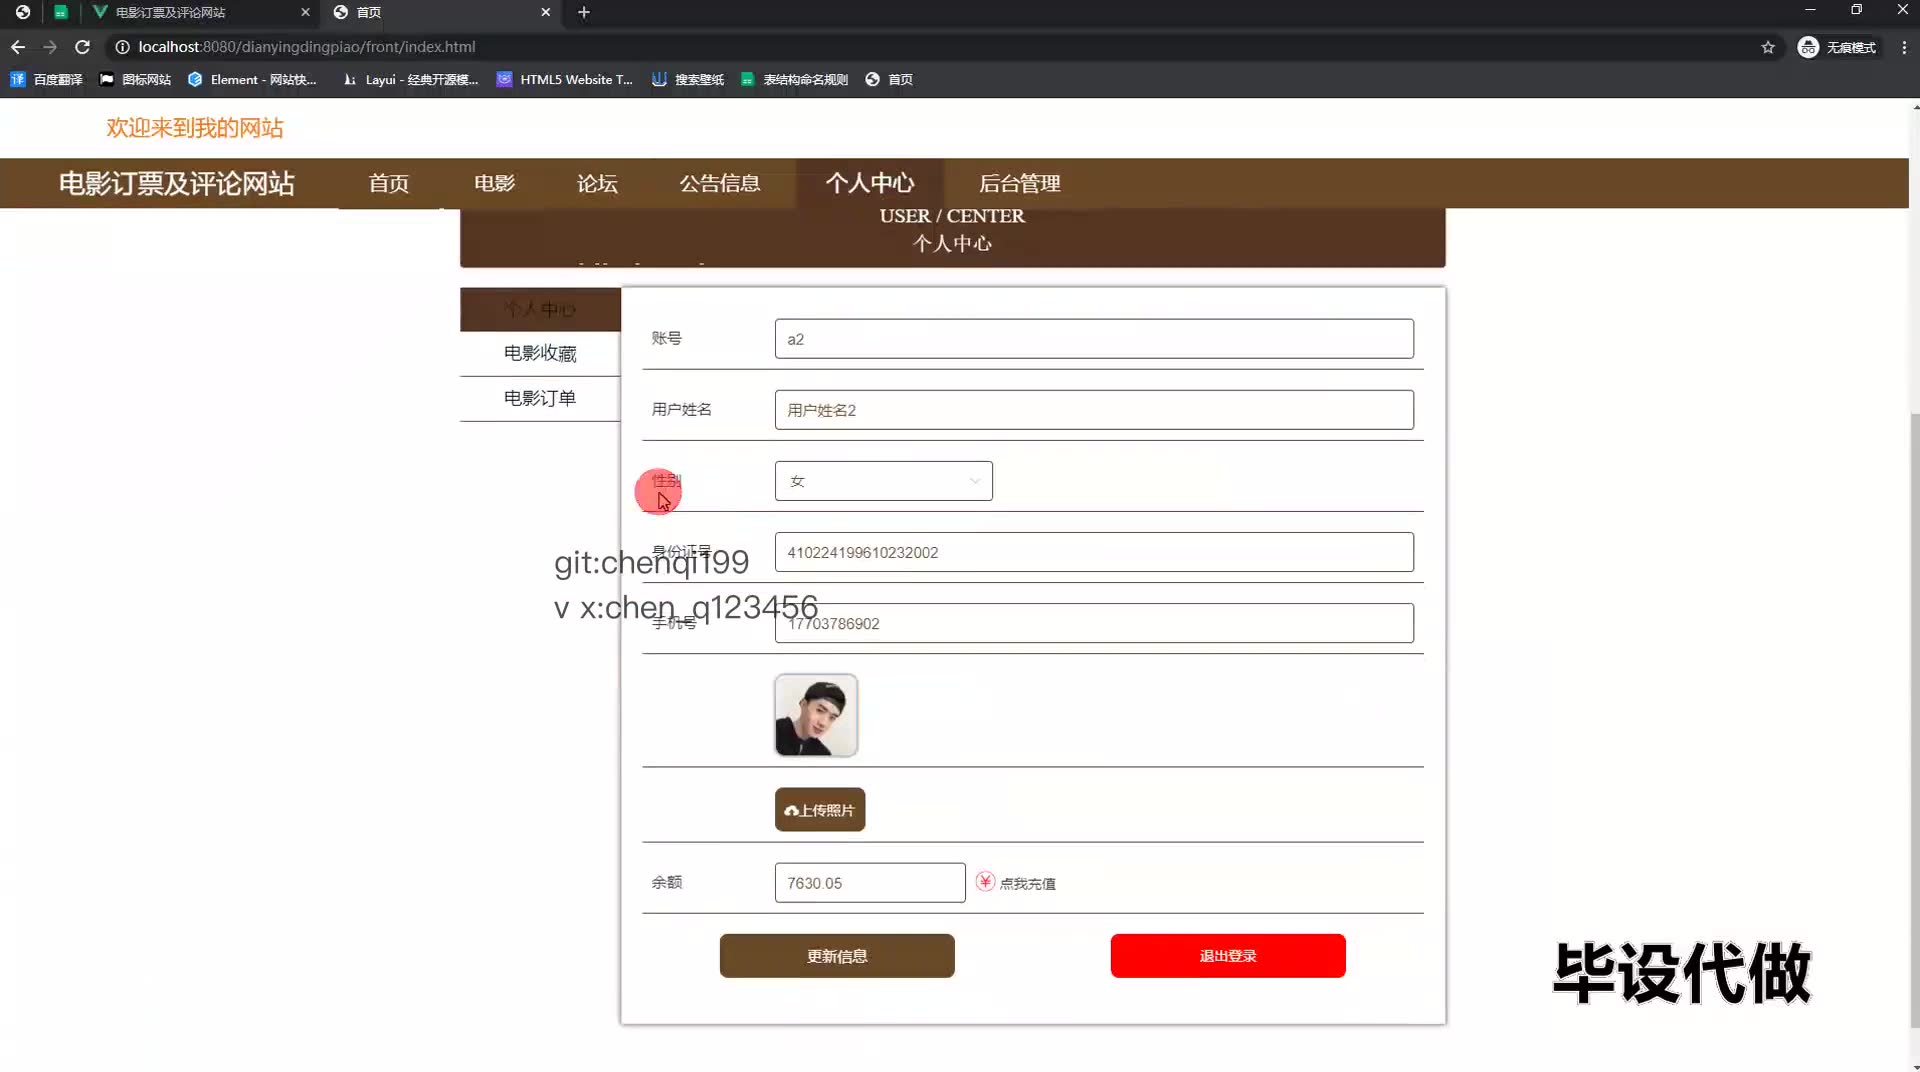 电影订票及评论网站
首页
localhost:8080/dianyingdingpiao/front/index.html
无痕模式
百度翻译
图标网站
Element - 网站快...
Layui - 经典开源模...
HTML5 Website T...
搜索壁纸
表结构命名规则
首页
欢迎来到我的网站
电影订票及评论网站
首页
电影
论坛
公告信息
个人中心
后台管理
USER / CENTER
个人中心
个人中心
电影收藏
电影订单
账号
a2
用户姓名
用户姓名2
性别
女
身份证号
410224199610232002
git:chenqi199
v x:chen_q123456
手机号
17703786902
上传照片
余额
7630.05
点我充值
更新信息
退出登录
毕设代做